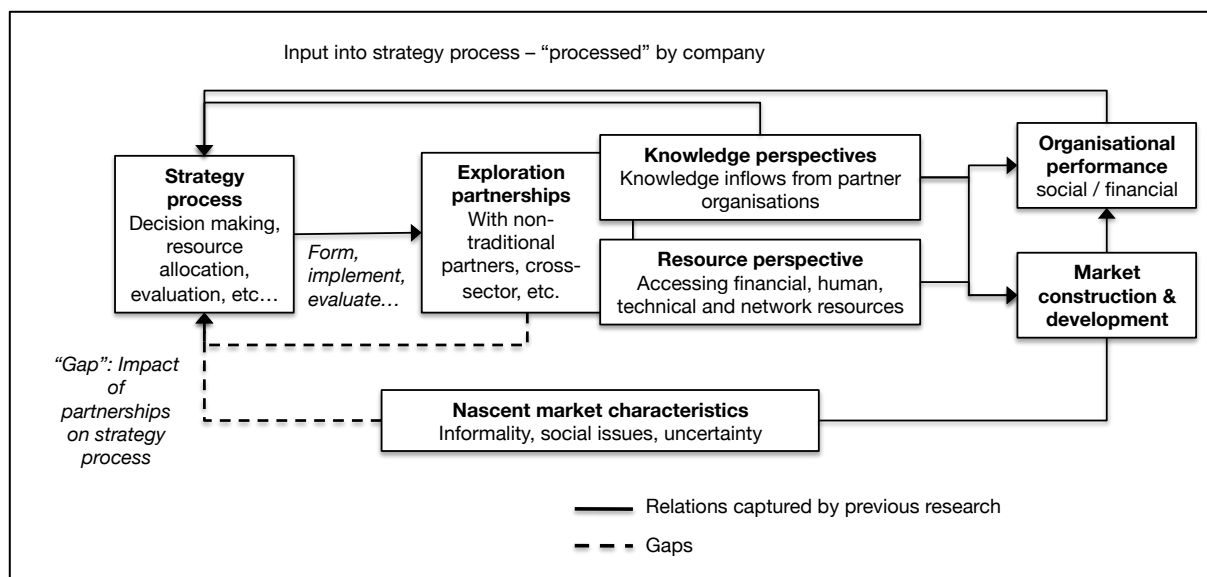 Input into strategy process – “processed” by company
Strategy
process
Decision making,
resource
allocation,
evaluation, etc…
Form,
implement,
evaluate…
Exploration
partnerships
With non-
traditional
partners, cross-
sector, etc.
Knowledge perspectives
Knowledge inflows from partner
organisations
Resource perspective
Accessing financial, human,
technical and network resources
Organisational
performance
social / financial
Market
construction &
development
“Gap”: Impact
of
partnerships
on strategy
process
Nascent market characteristics
Informality, social issues, uncertainty
Relations captured by previous research
Gaps